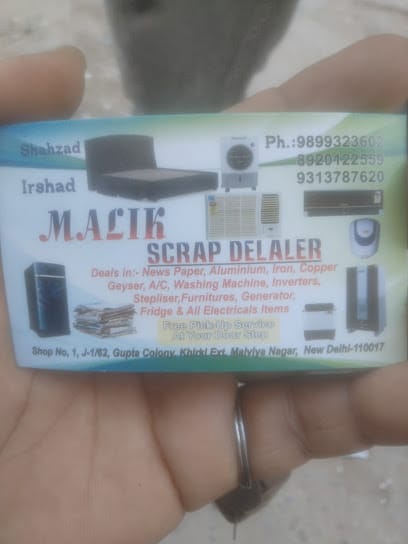 Shahzad
Irshad
Ph.:9899323602
8920122559
9313787620
MALIK
SCRAP DELALER
Deals in:- News Paper, Aluminium, Iron, Copper
Geyser, A/C, Washing Machine, Inverters,
Stepliser,Furnitures, Generator,
Fridge & All Electricals Items
Free Pick-Up Service
At Your Door Step
Shop No, 1, J-1/62, Gupta Colony, Khirki Ext, Malviya Nagar, New Delhi-110017